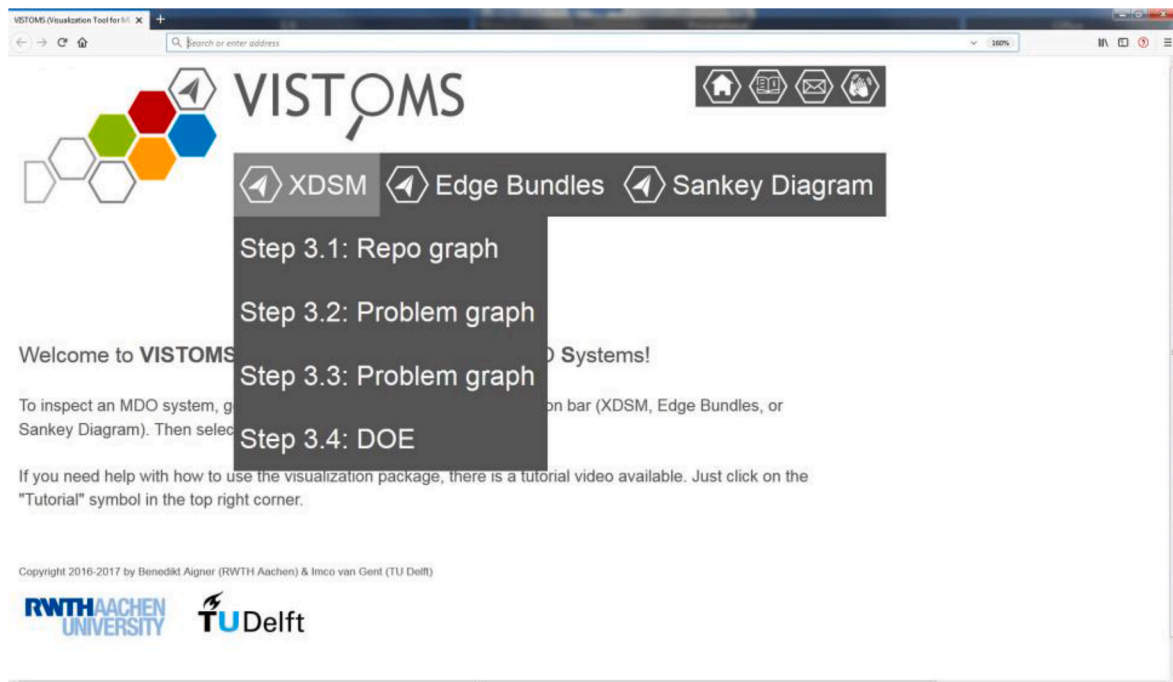 VISTOMS (Visualization Tool for M
Search or enter address
160%
VISTOMS
XDSM Edge Bundles Sankey Diagram
Step 3.1: Repo graph
Step 3.2: Problem graph
Step 3.3: Problem graph
Step 3.4: DOE
Welcome to VISTOMS Systems!
To inspect an MDO system, g on bar (XDSM, Edge Bundles, or
Sankey Diagram). Then selec
If you need help with how to use the visualization package, there is a tutorial video available. Just click on the
"Tutorial" symbol in the top right corner.
Copyright 2016-2017 by Benedikt Aigner (RWTH Aachen) & Imco van Gent (TU Delft)
RWTHAACHEN
UNIVERSITY
TUDelft